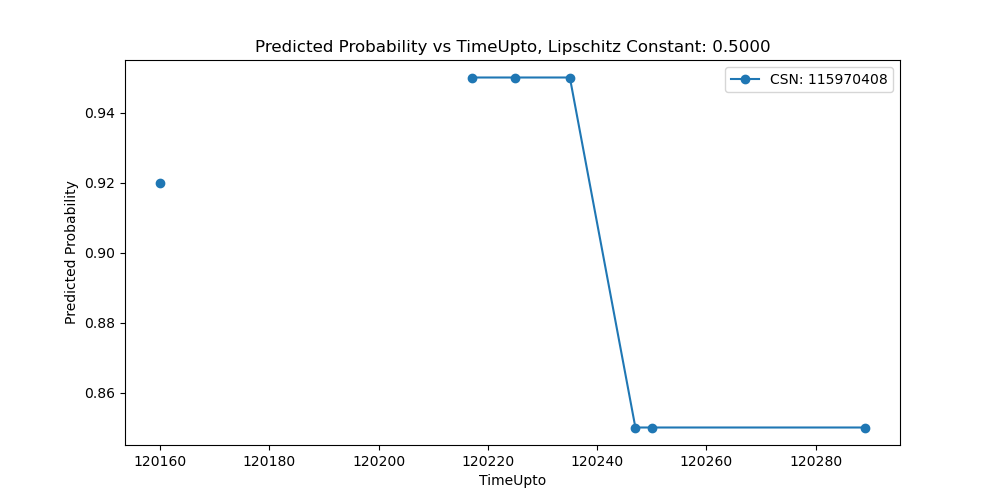 Predicted Probability vs TimeUpto, Lipschitz Constant: 0.5000
CSN: 115970408
Predicted Probability
0.94
0.92
0.90
0.88
0.86
120160 120180 120200 120220 120240 120260 120280
TimeUpto